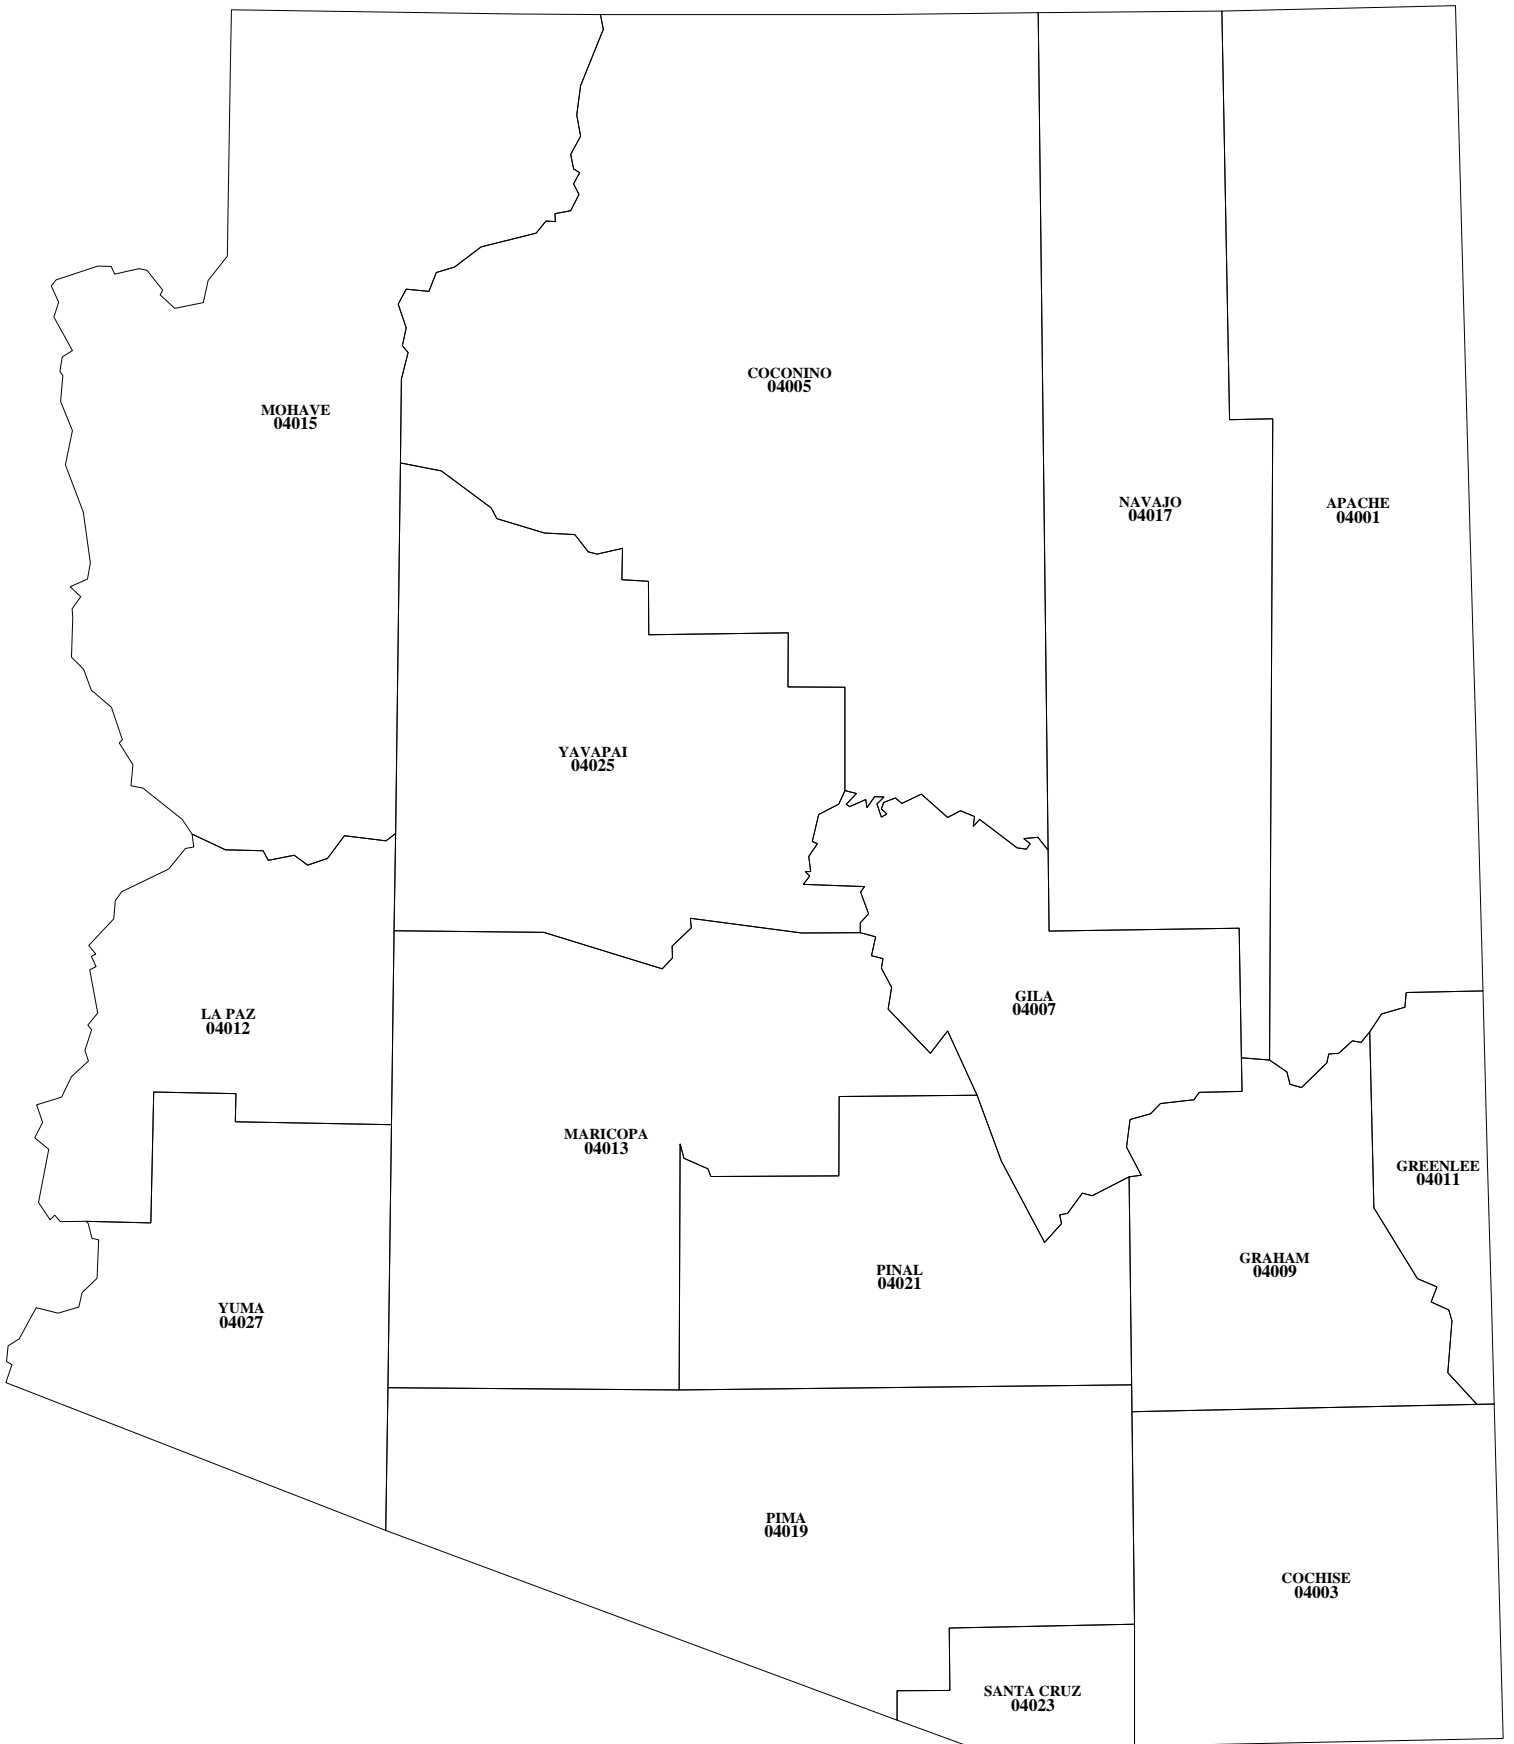 COCONINO
04005
MOHAVE
04015
NAVAJO
04017
APACHE
04001
YAVAPAI
04025
GILA
04007
LA PAZ
04012
MARICOPA
04013
GREENLEE
04011
GRAHAM
04009
PINAL
04021
YUMA
04027
PIMA
04019
COCHISE
04003
SANTA CRUZ
04023